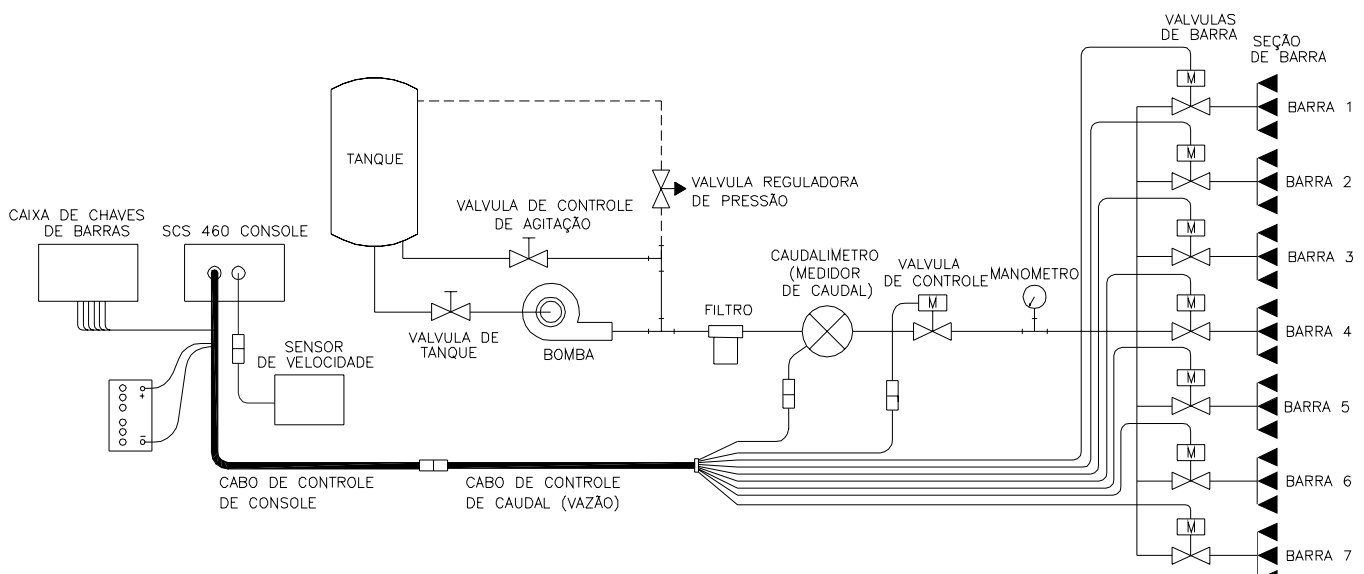 VALVULAS
DE BARRA
SEÇÃO
DE BARRA
M
BARRA 1
TANQUE
M
BARRA 2
VALVULA REGULADORA
DE PRESSÃO
VALVULA DE CONTROLE
DE AGITAÇÃO
CAIXA DE CHAVES
DE BARRAS
SCS 460 CONSOLE
M
BARRA 3
CAUDALIMETRO
(MEDIDOR
DE CAUDAL)
VALVULA
DE CONTROLE
MANOMETRO
M
M
FILTRO
BARRA 4
VALVULA DE
TANQUE
BOMBA
SENSOR
DE VELOCIDADE
M
BARRA 5
+
-
M
BARRA 6
CABO DE CONTROLE
DE CONSOLE
CABO DE CONTROLE
DE CAUDAL (VAZÃO)
M
BARRA 7